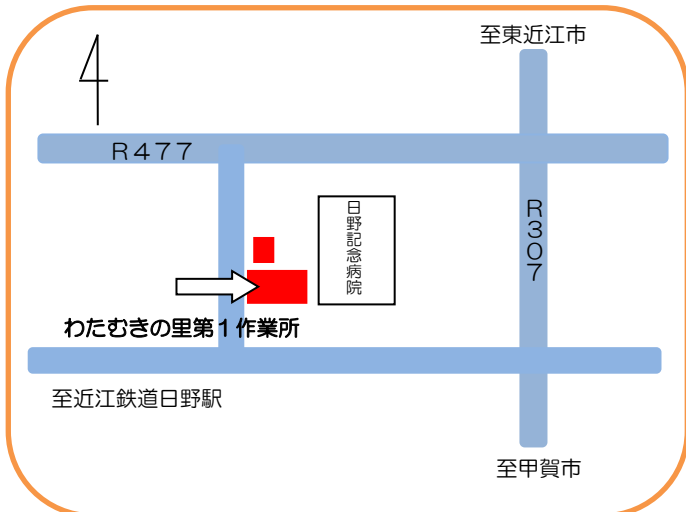 至東近江市
R477
R307
日野記念病院
わたむきの里第1作業所
至近江鉄道日野駅
至甲賀市